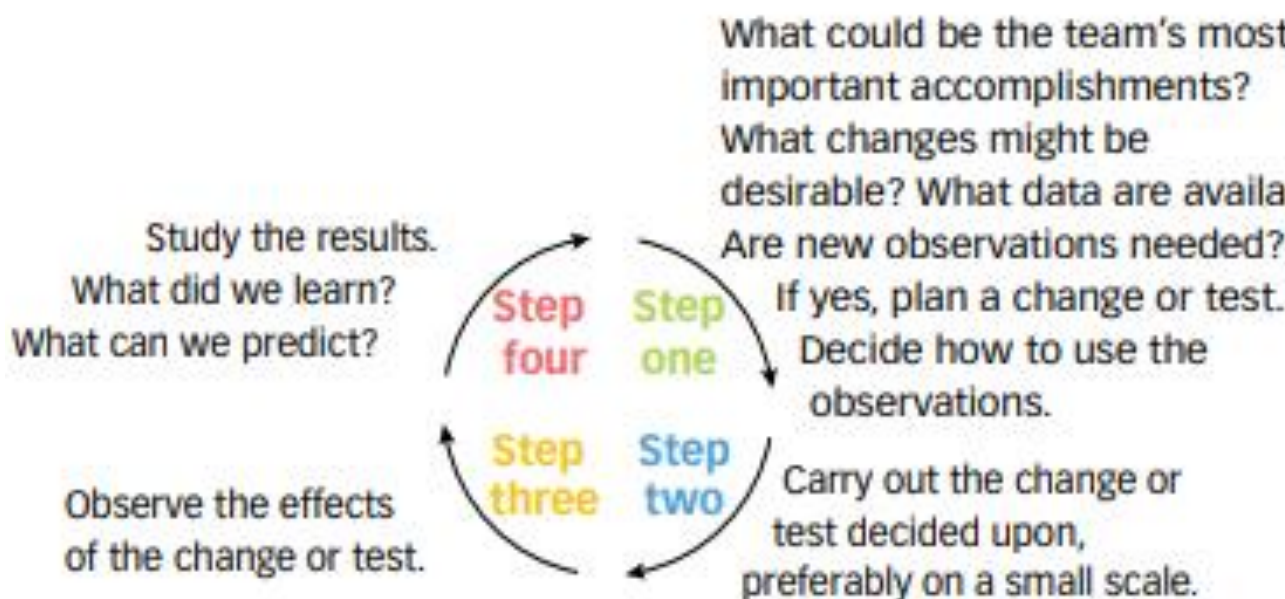 What could be the team's most
important accomplishments?
What changes might be
desirable? What data are
Are new observations needed?
If yes, plan a change or test.
Decide how to use the
observations.
Step
one
Carry out the change or
test decided upon,
preferably on a small scale.
Step
two
Observe the effects
of the change or test.
Step
three
Study the results.
What did we learn?
What can we predict?
Step
four